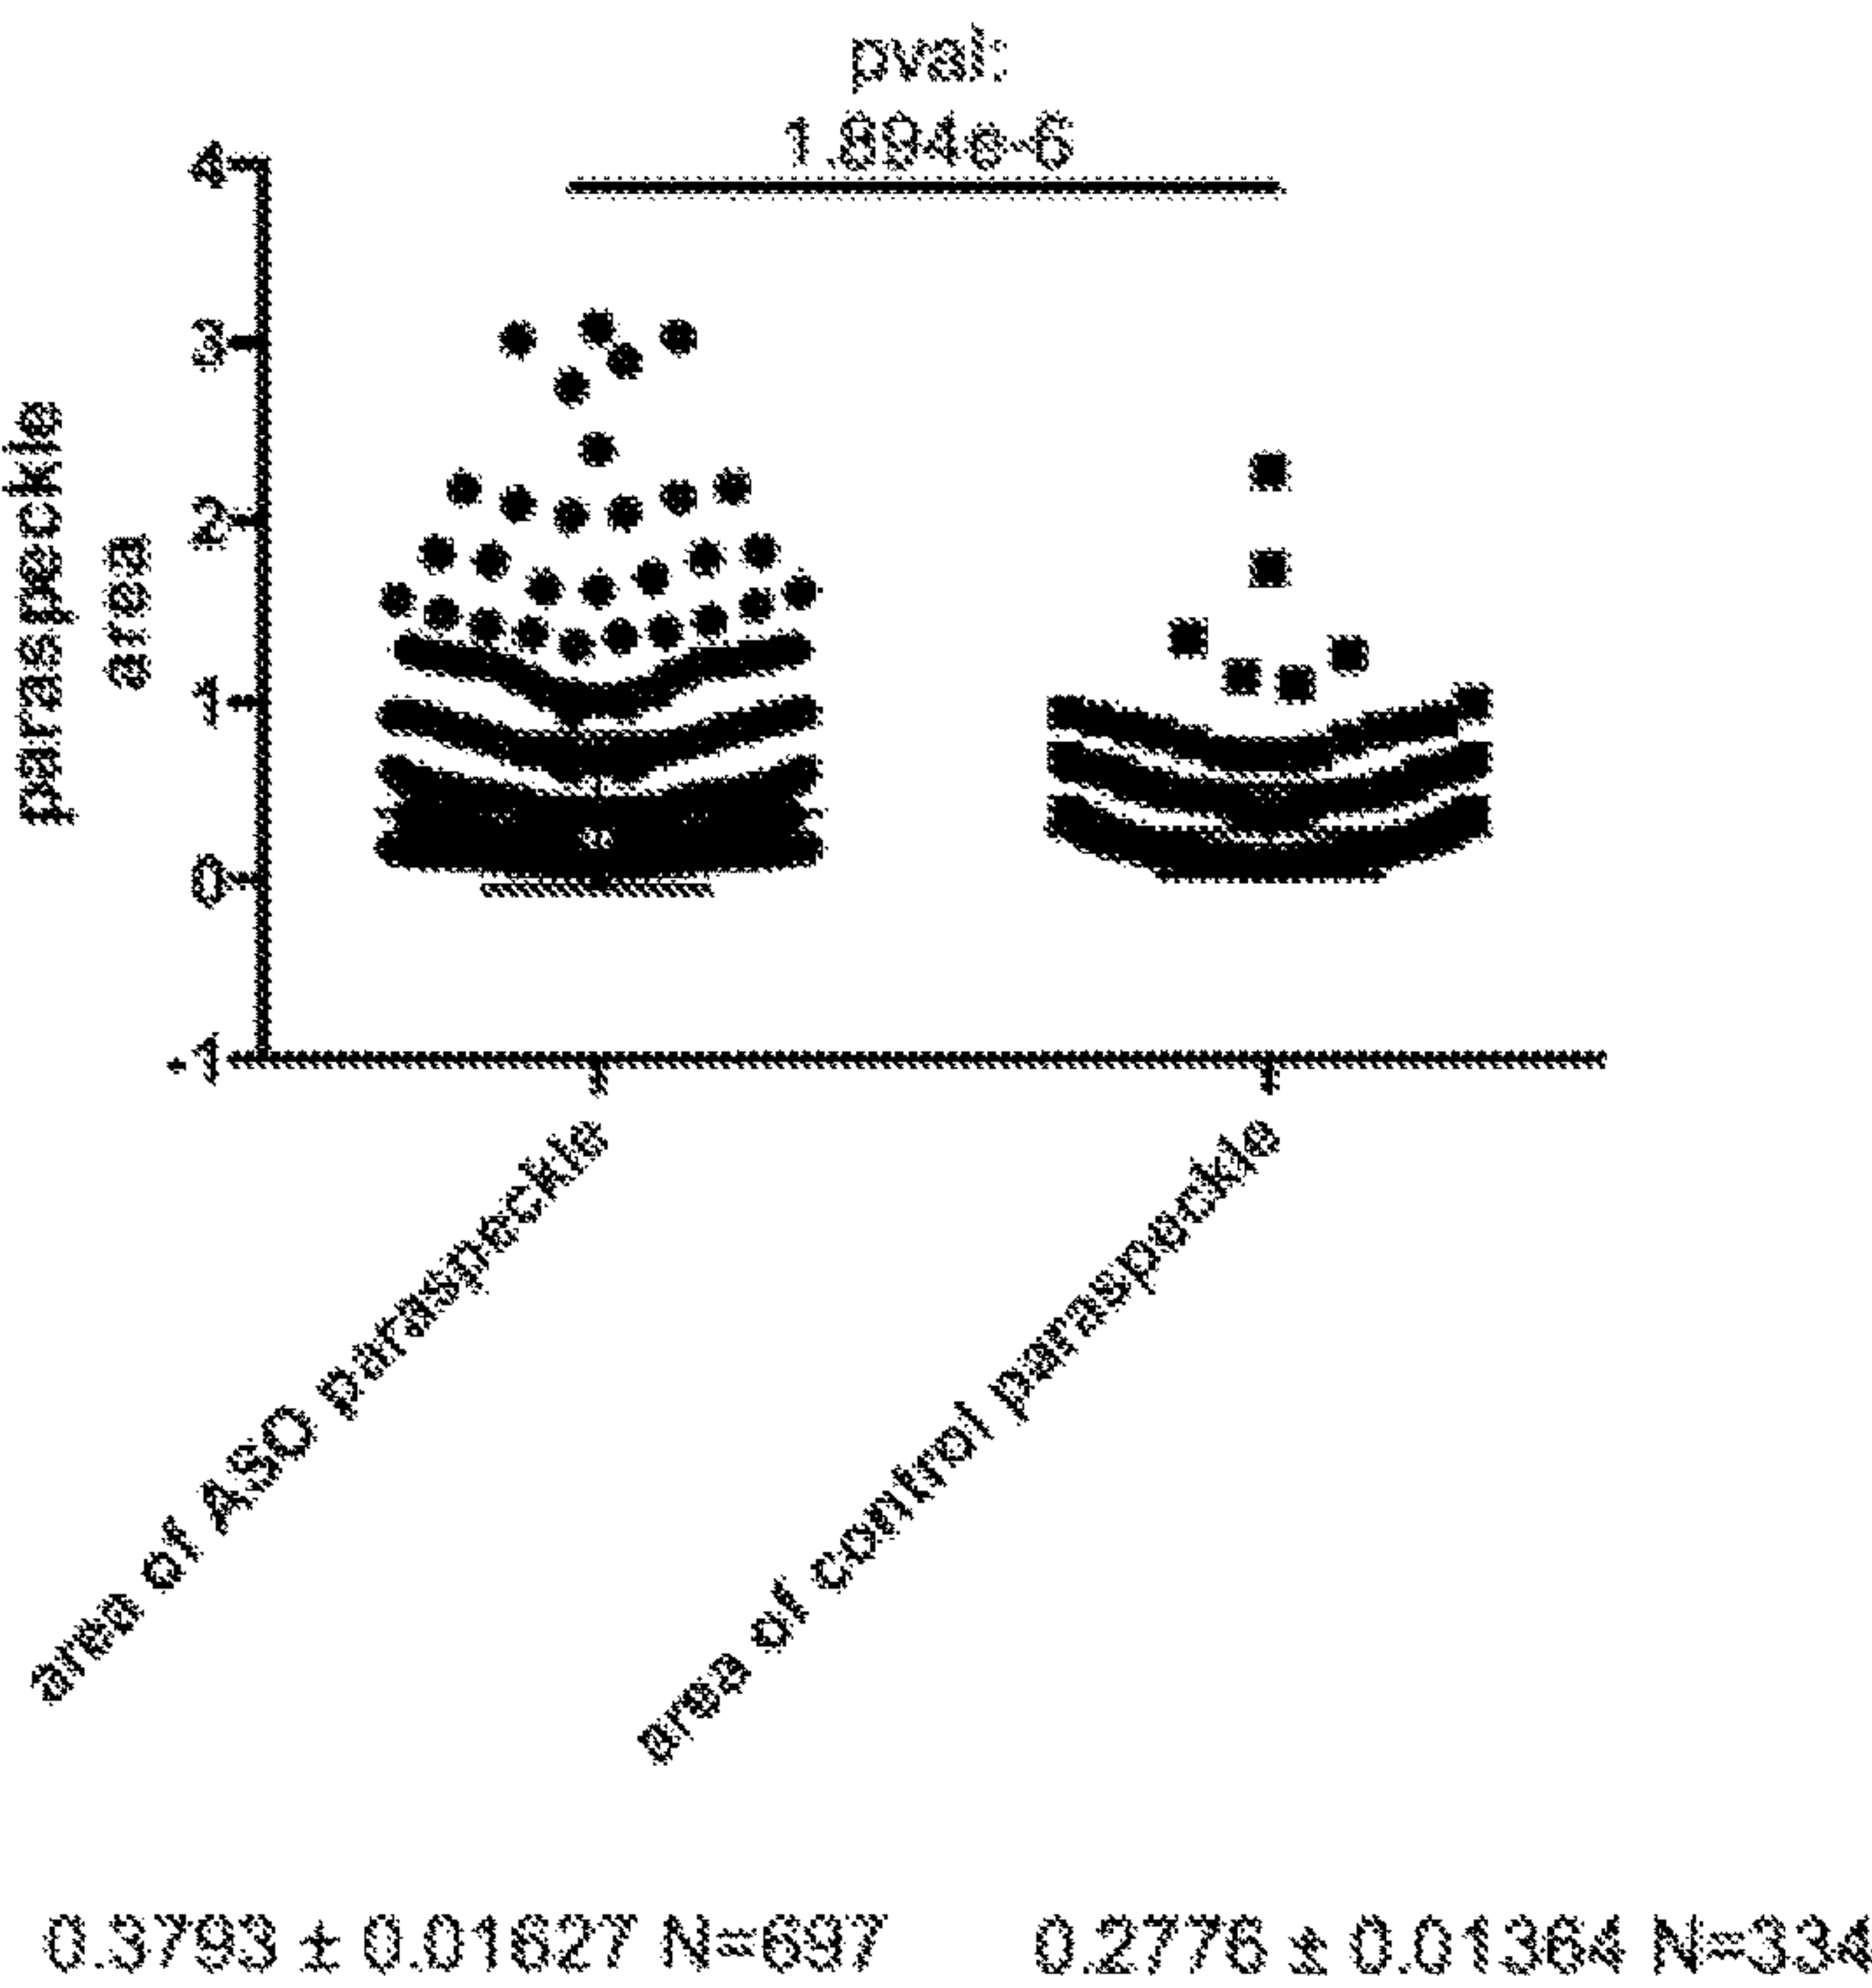 pval:
1.894e-6
4
3
2
1
0
-1
paraspeckle
area
area of ASO paraspeckle
area of control paraspeckle
0.3793 ± 0.01627 N=697
0.2776 ± 0.01364 N=334